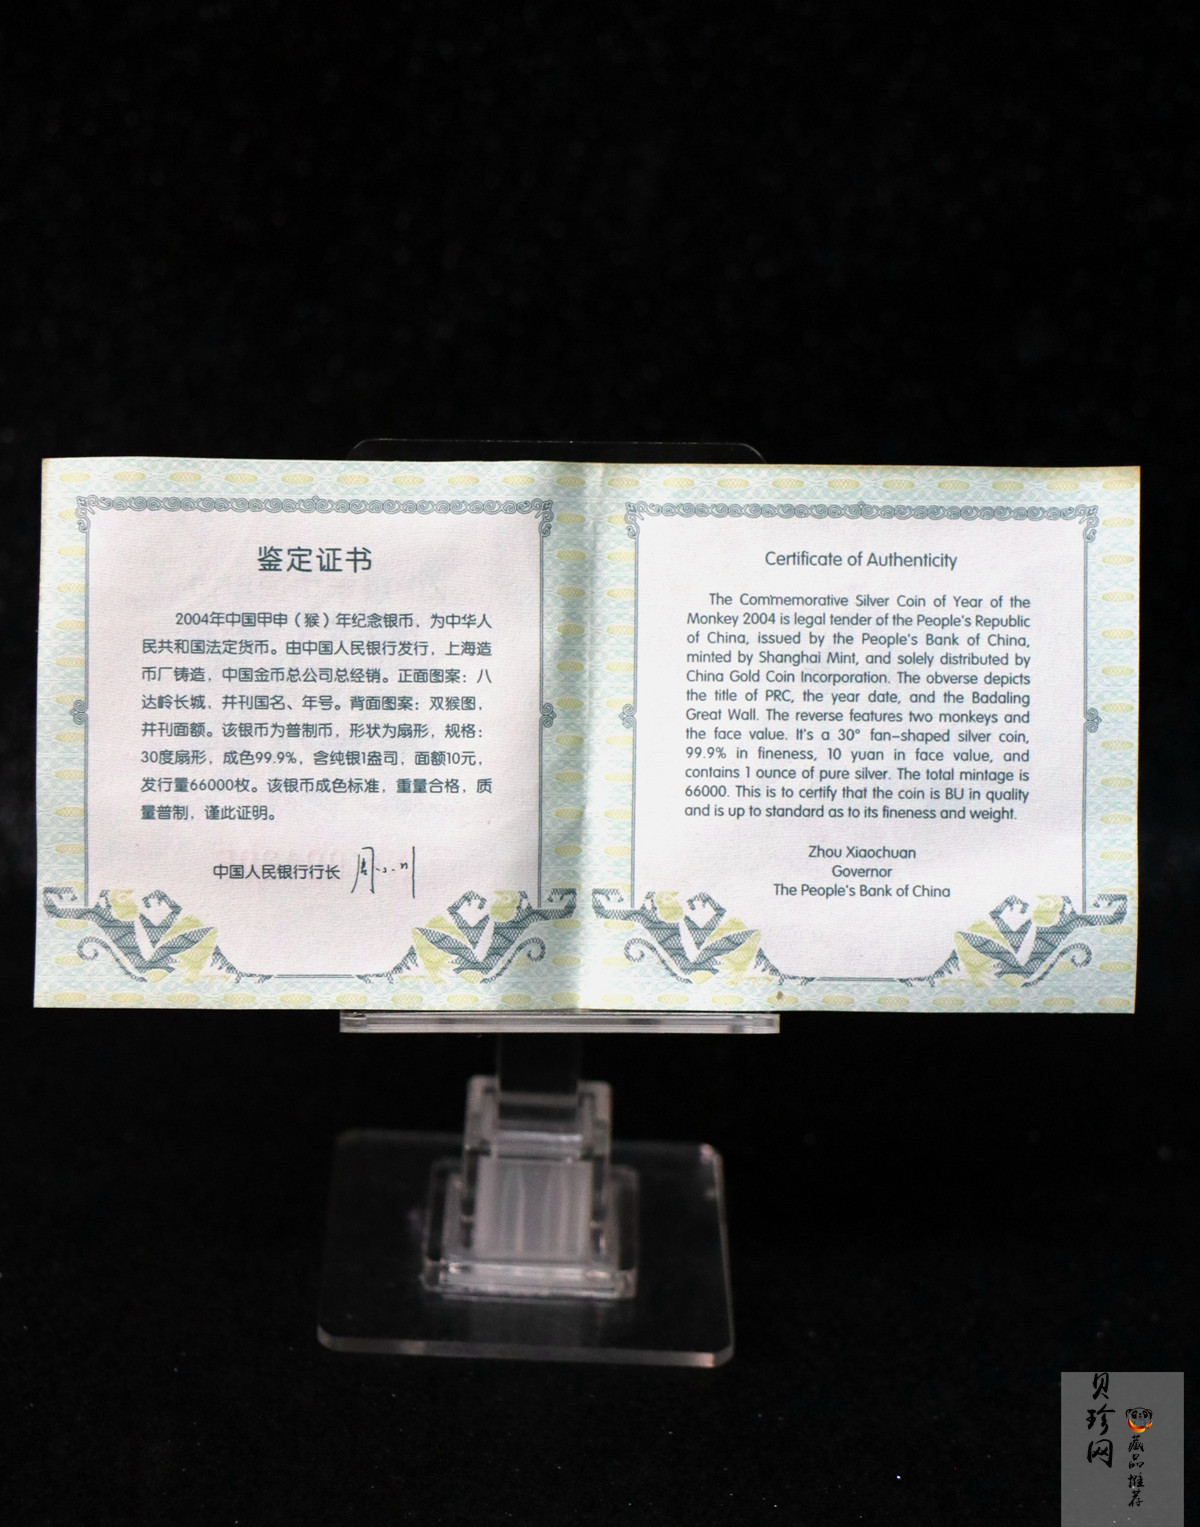 鉴定证书
2004年中国甲申（猴）年纪念银币，为中华人
民共和国法定货币。由中国人民银行发行，上海造
币厂铸造，中国金币总公司总经销。正面图案：八
达岭长城，并刊国名、年号。背面图案：双猴图，
并刊面额。该银币为普制币，形状为扇形，规格：
30度扇形，成色99.9%，含纯银1盎司，面额10元，
发行量66000枚。该银币成色标准，重量合格，质
量普制，谨此证明。
中国人民银行行长 周小川
Certificate of Authenticity
The Commemorative Silver Coin of Year of the
Monkey 2004 is legal tender of the People's Republic
of China, issued by the People's Bank of China,
minted by Shanghai Mint, and solely distributed by
China Gold Coin Incorporation. The obverse depicts
the title of PRC, the year date, and the Badaling
Great Wall. The reverse features two monkeys and
the face value. It's a 30° fan-shaped silver coin,
99.9% in fineness, 10 yuan in face value, and
contains 1 ounce of pure silver. The total mintage is
66000. This is to certify that the coin is BU in quality
and is up to standard as to its fineness and weight.
Zhou Xiaochuan
Governor
The People's Bank of China
贝珍网
藏品推荐